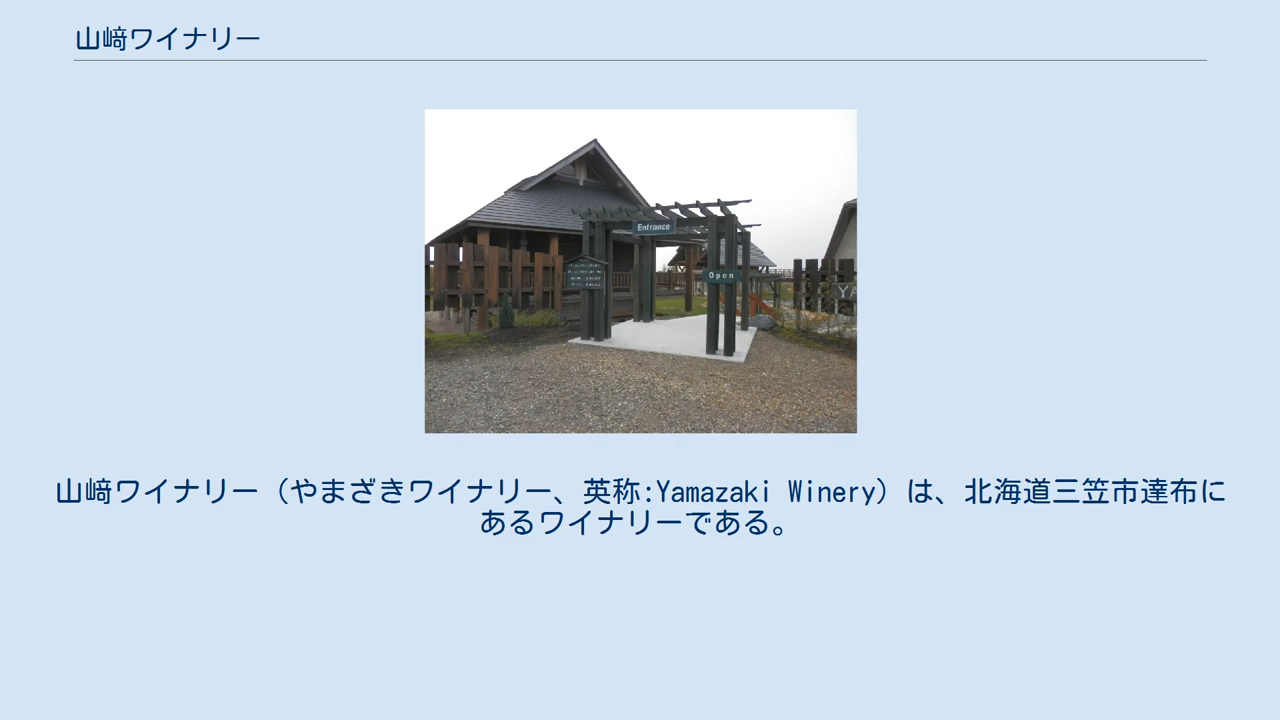 山﨑ワイナリー
Entrance
Open
YA
山﨑ワイナリー（やまざきワイナリー、英称:Yamazaki Winery）は、北海道三笠市達布に
あるワイナリーである。